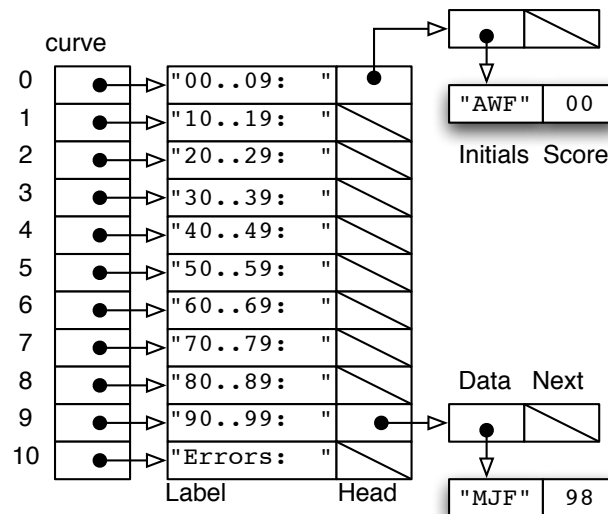 curve
0 "00..09:  "
"AWF" 00
1 "10..19:  "
Initials Score
2 "20..29:  "
3 "30..39:  "
4 "40..49:  "
5 "50..59:  "
6 "60..69:  "
7 "70..79:  "
8 "80..89:  "
Data Next
9 "90..99:  "
10 "Errors:  "
"MJF" 98
Label Head